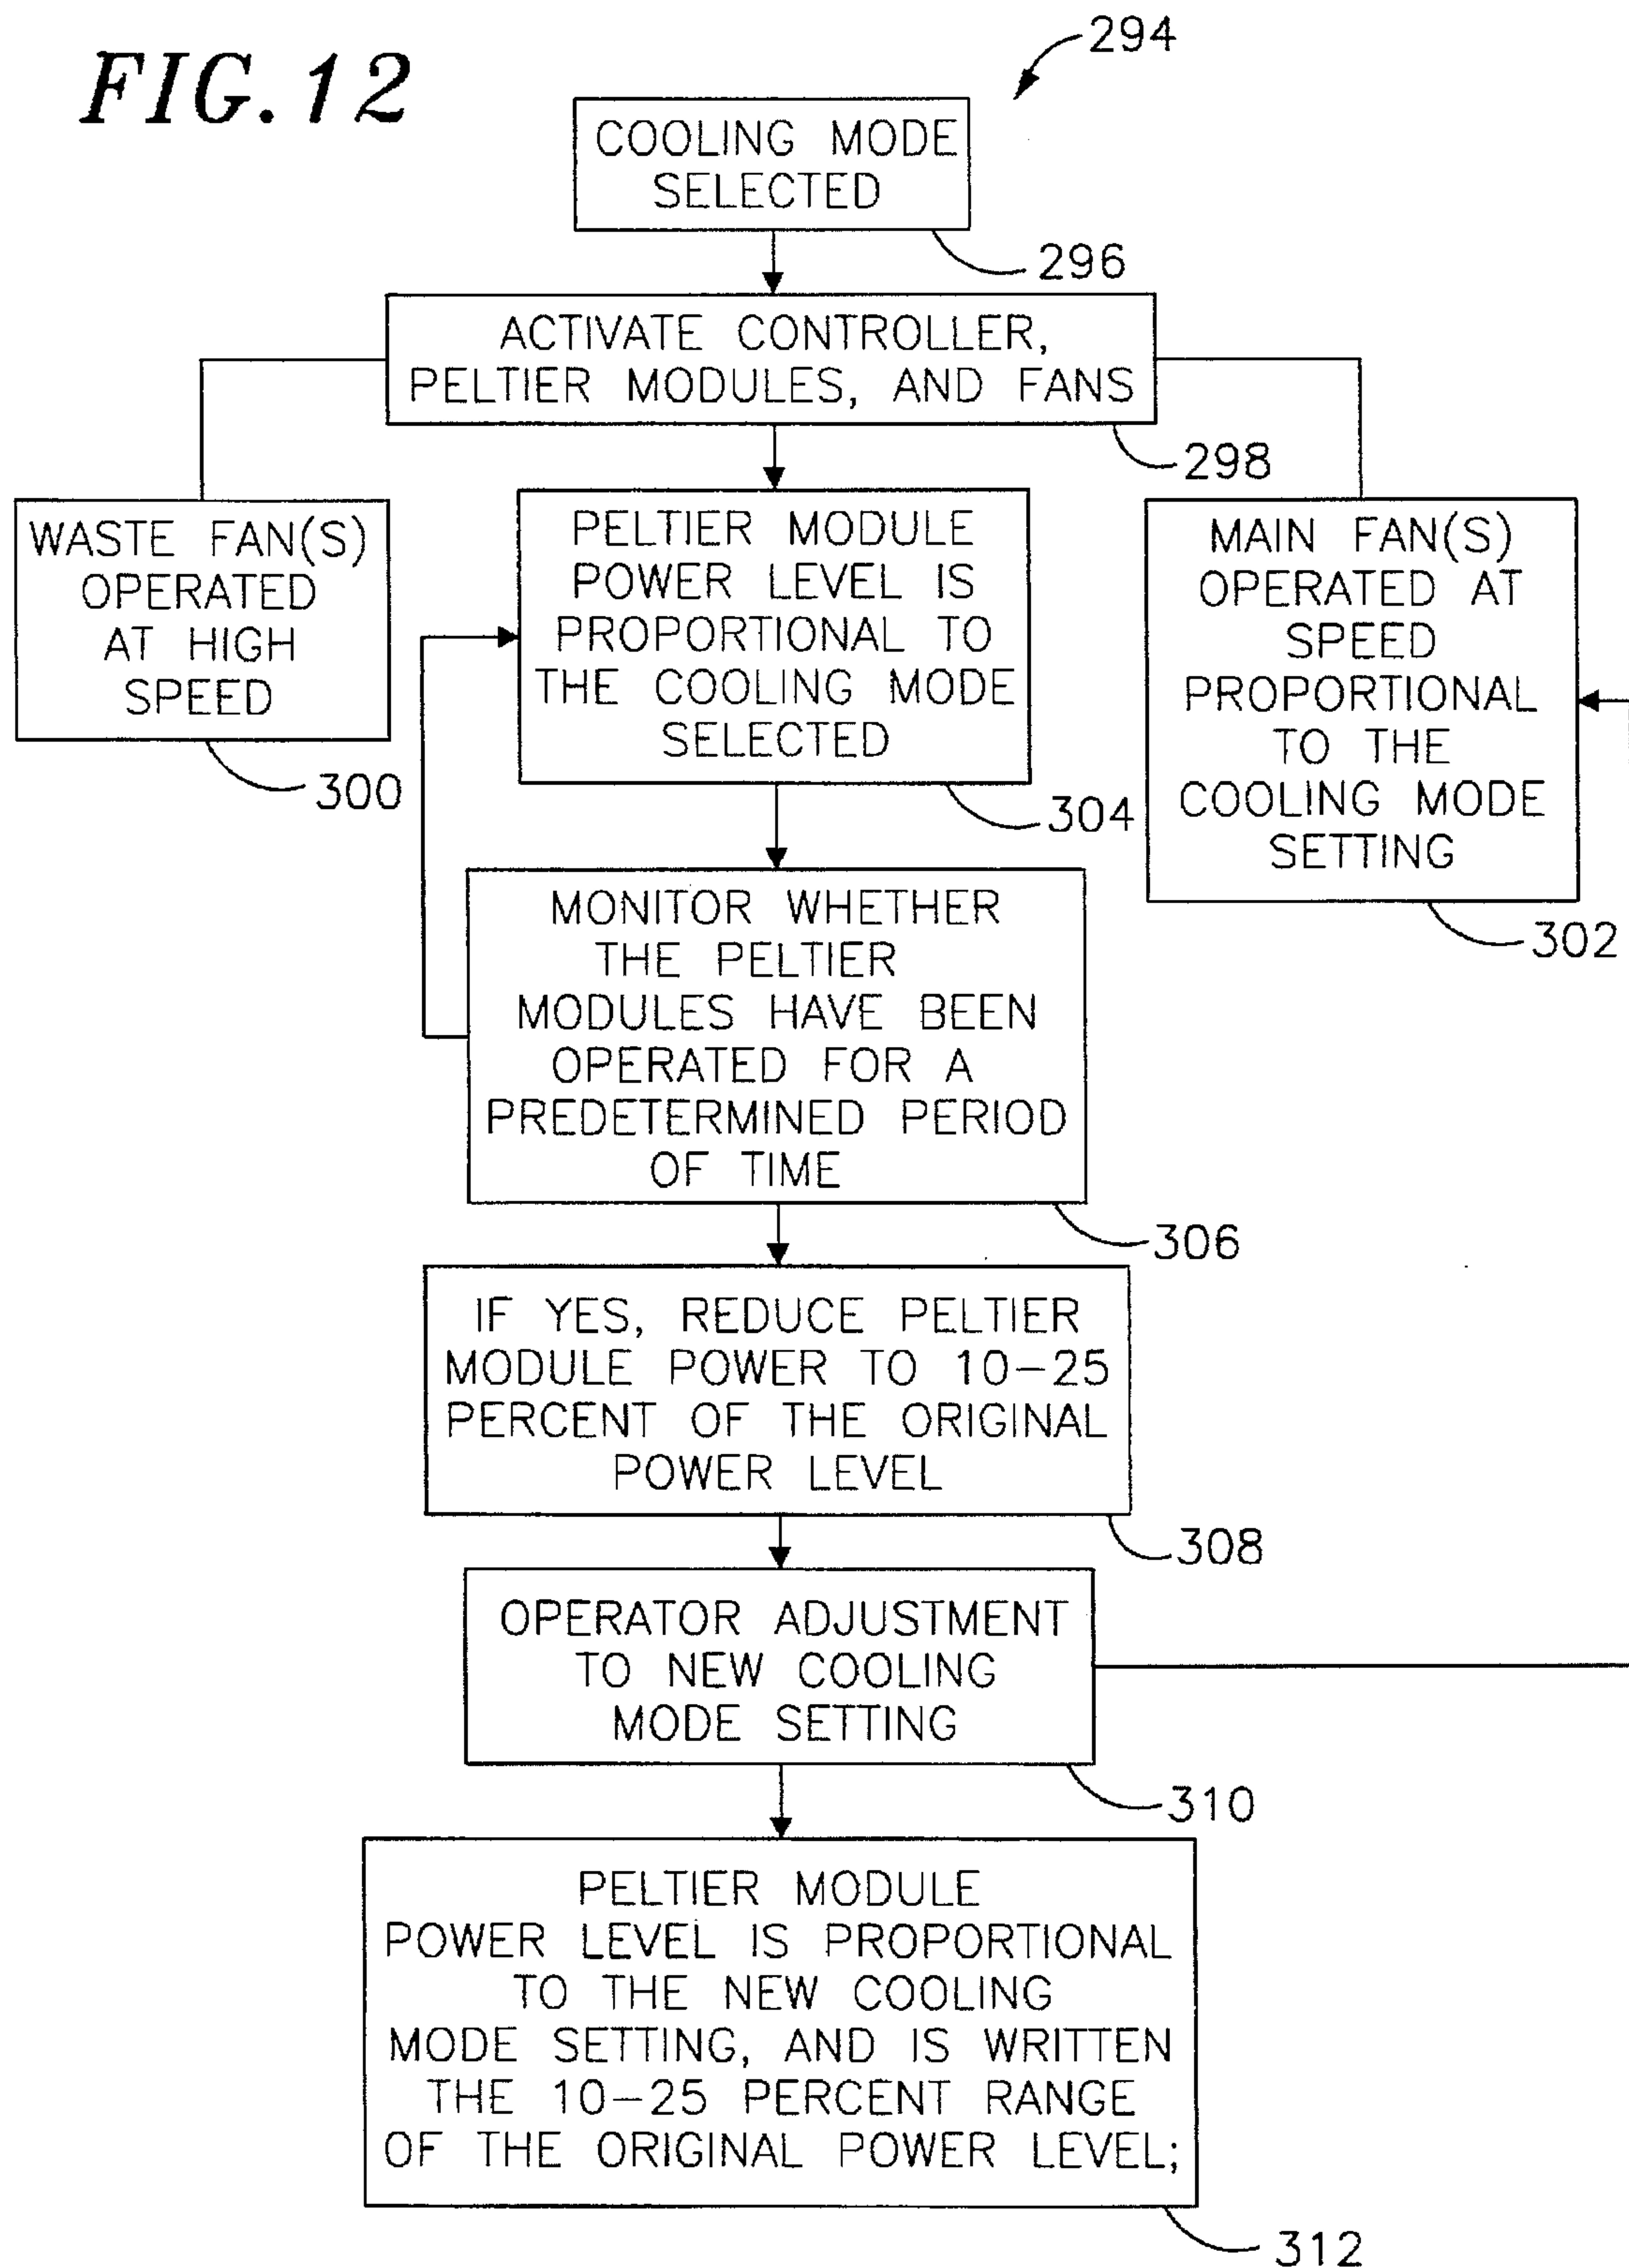 FIG. 12
294
COOLING MODE
SELECTED
296
ACTIVATE CONTROLLER,
PELTIER MODULES, AND FANS
298
WASTE FAN(S)
OPERATED
AT HIGH
SPEED
300
PELTIER MODULE
POWER LEVEL IS
PROPORTIONAL TO
THE COOLING MODE
SELECTED
304
MAIN FAN(S)
OPERATED AT
SPEED
PROPORTIONAL
TO THE
COOLING MODE
SETTING
302
MONITOR WHETHER
THE PELTIER
MODULES HAVE BEEN
OPERATED FOR A
PREDETERMINED PERIOD
OF TIME
306
IF YES, REDUCE PELTIER
MODULE POWER TO 10-25
PERCENT OF THE ORIGINAL
POWER LEVEL
308
OPERATOR ADJUSTMENT
TO NEW COOLING
MODE SETTING
310
PELTIER MODULE
POWER LEVEL IS PROPORTIONAL
TO THE NEW COOLING
MODE SETTING, AND IS WRITTEN
THE 10-25 PERCENT RANGE
OF THE ORIGINAL POWER LEVEL;
312